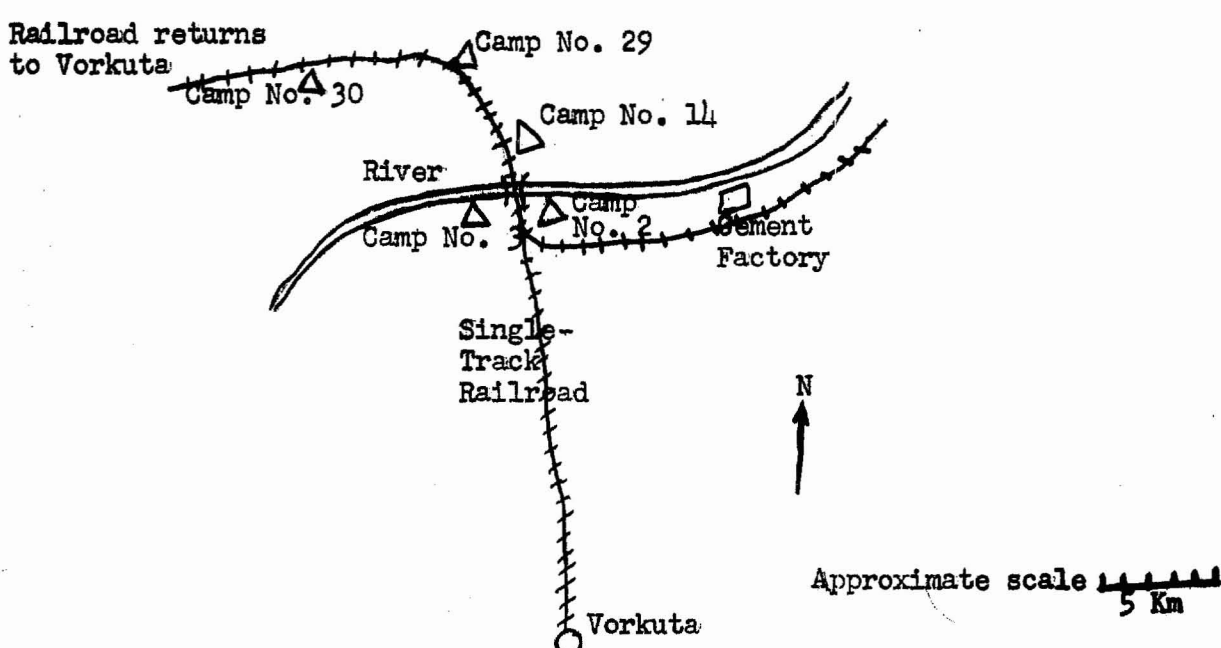 Railroad returns
to Vorkuta
Camp No. 29
Camp No. 30
Camp No. 14
River
Camp
No. 2
Camp No. 3
Cement
Factory
Single-
Track
Railroad
N
Approximate scale
5 Km
Vorkuta